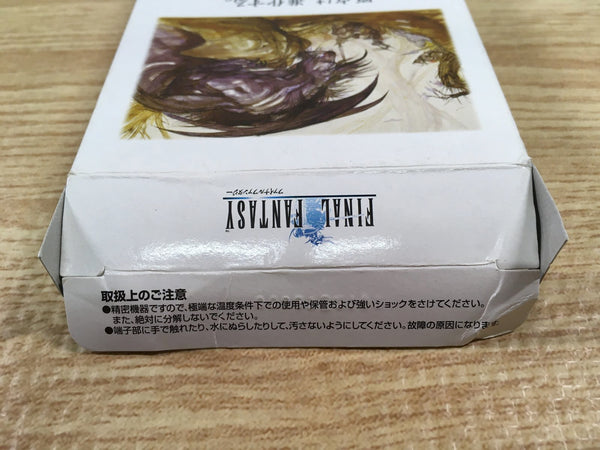 進化する。
FINAL FANTASY
ファイナルファンタジー
取扱上のご注意
●精密機器ですので、極端な温度条件下での使用や保管および強いショックをさけてください。
また、絶対に分解しないでください。
●端子部に手で触れたり、水にぬらしたりして、汚さないようにしてください。故障の原因になります